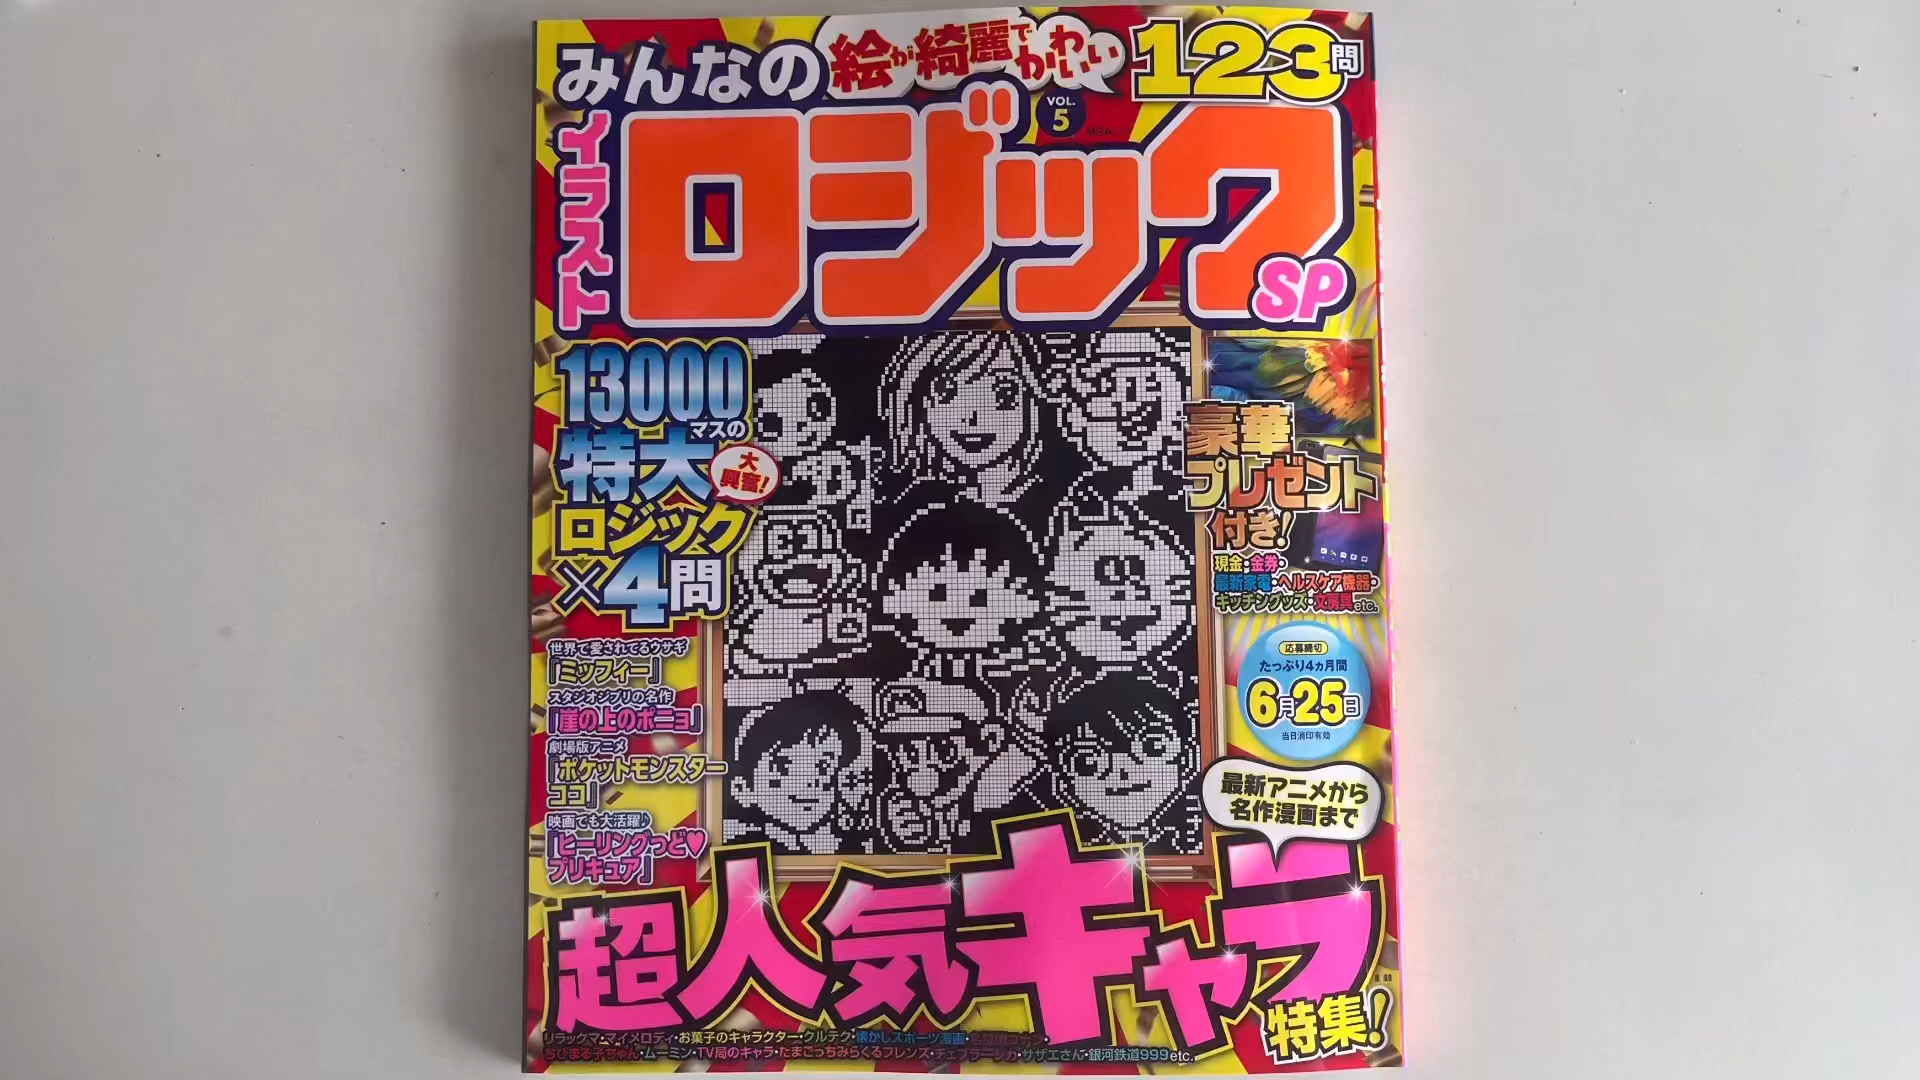 みんなの
絵が綺麗でかわいい
123問
イラスト
ロジック
SP
VOL.
5
13000
マスの
特大
大興奮!
ロジック
×4問
豪華
プレゼント
付き!
現金・金券・
最新家電・ヘルスケア機器・
キッチングッズ・文房具etc.
応募締切
たっぷり4ヵ月間
6月25日
当日消印有効
世界で愛されてるウサギ
『ミッフィー』
スタジオジブリの名作
『崖の上のポニョ』
劇場版アニメ
『ポケットモンスター
ココ』
映画でも大活躍♪
『ヒーリングっど♥
プリキュア』
最新アニメから
名作漫画まで
超人気キャラ
特集!
リラックマ・マイメロディ・お菓子のキャラクター・クルテク・懐かしスポーツ漫画・名探偵コナン・
ちびまる子ちゃん・ムーミン・TV局のキャラ・たまごっちみらくるフレンズ・チェブラーシカ・サザエさん・銀河鉄道999etc.